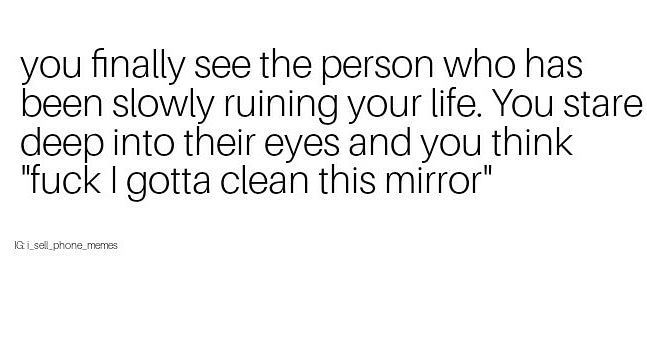 you finally see the person who has
been slowly ruining your life. You stare
deep into their eyes and you think
"fuck I gotta clean this mirror"
IG: i_sell_phone_memes